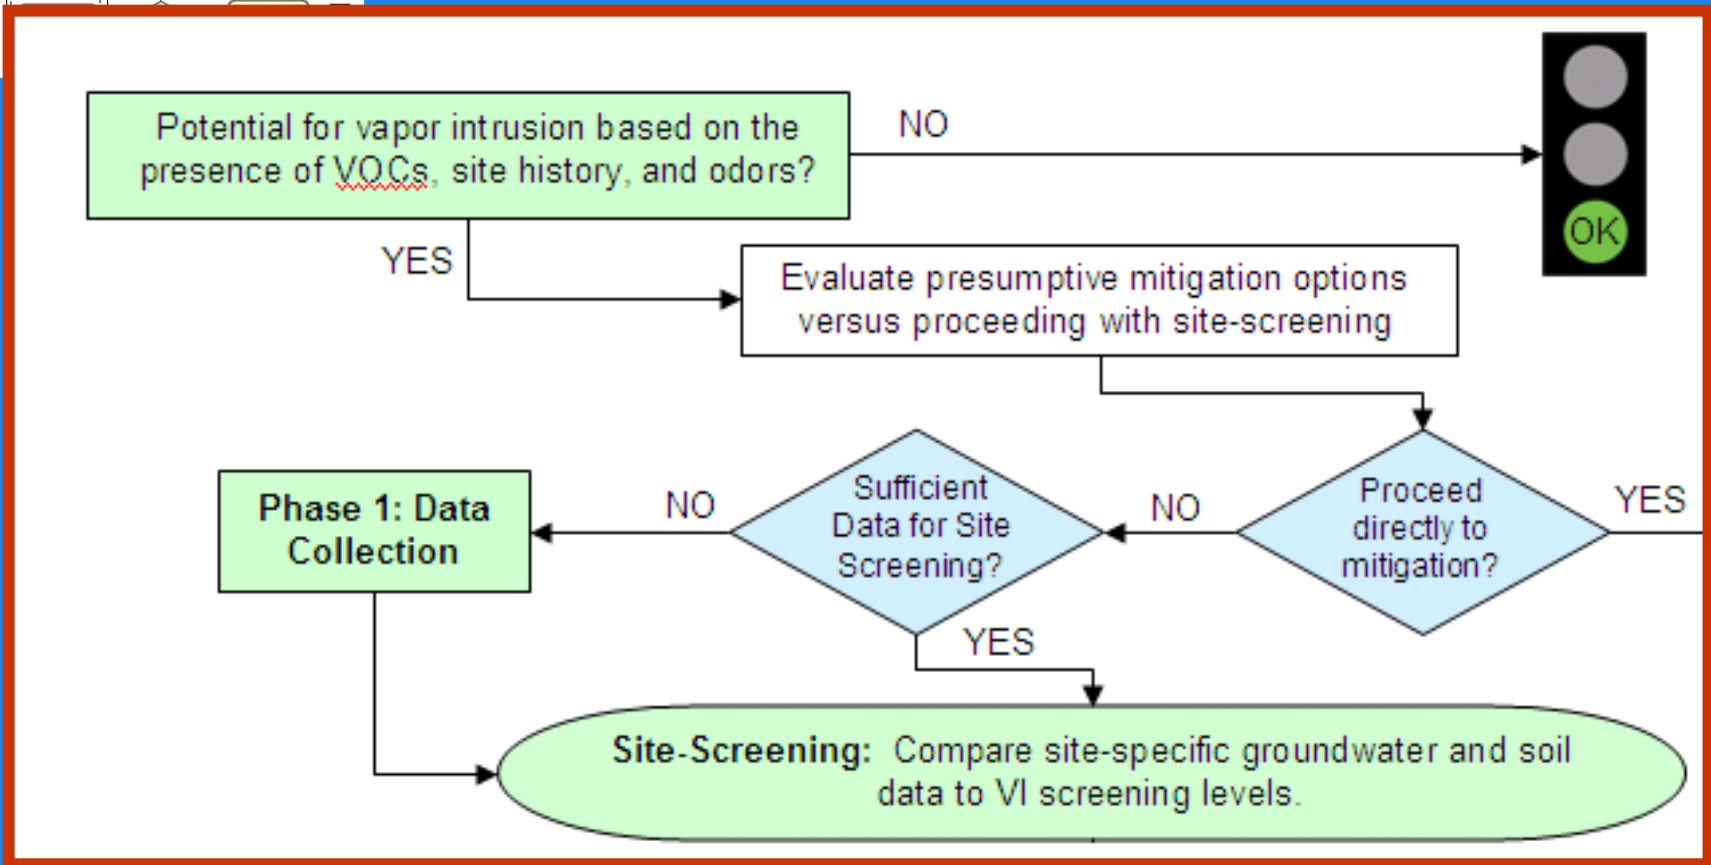 Potential for vapor intrusion based on the
presence of VOCs, site history, and odors?
NO
OK
YES
Evaluate presumptive mitigation options
versus proceeding with site-screening
Proceed
directly to
mitigation?
YES
NO
Sufficient
Data for Site
Screening?
NO
Phase 1: Data
Collection
YES
Site-Screening: Compare site-specific groundwater and soil
data to VI screening levels.